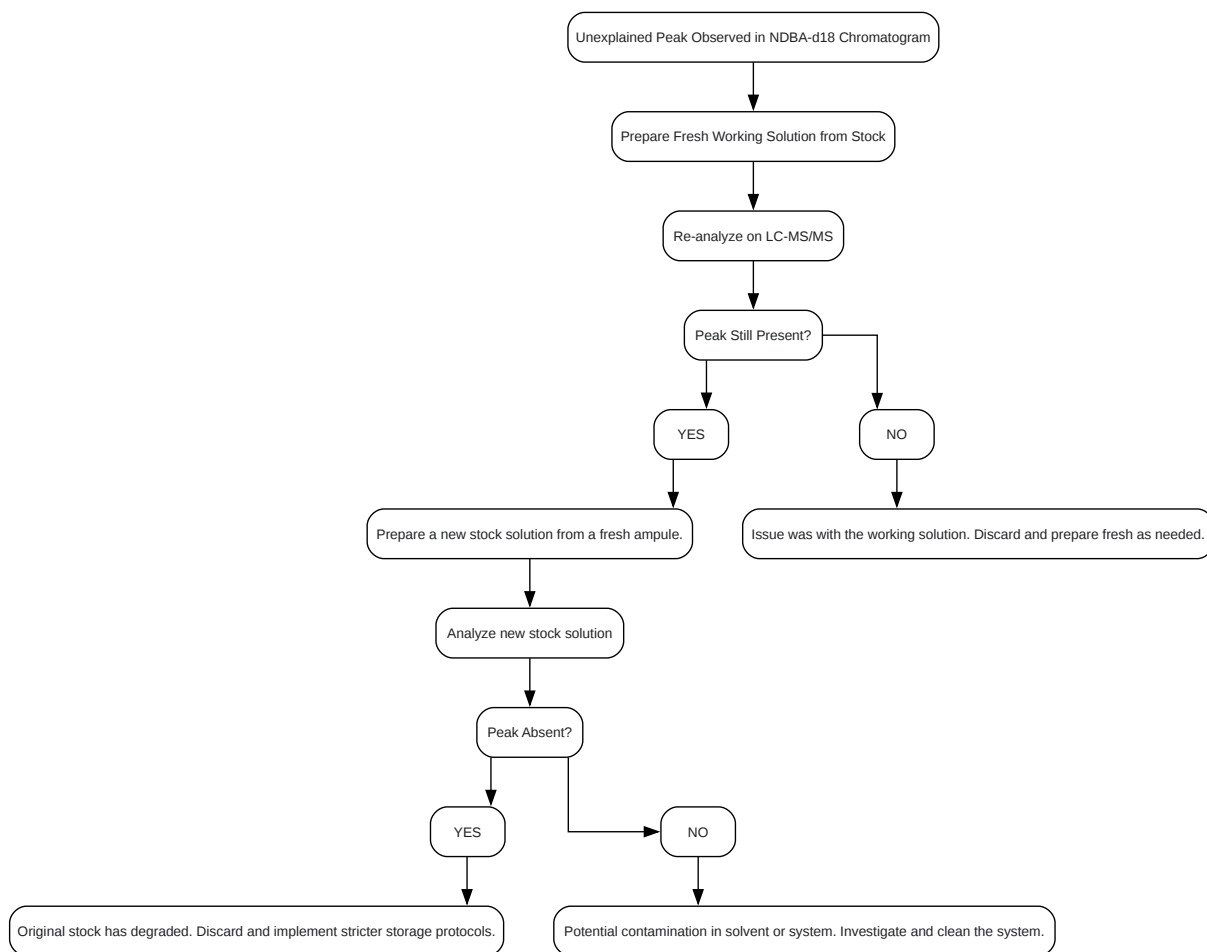 Unexplained Peak Observed in NDBA-d18 Chromatogram
Prepare Fresh Working Solution from Stock
Re-analyze on LC-MS/MS
Peak Still Present?
YES
NO
Prepare a new stock solution from a fresh ampule.
Issue was with the working solution. Discard and prepare fresh as needed.
Analyze new stock solution
Peak Absent?
YES
NO
Original stock has degraded. Discard and implement stricter storage protocols.
Potential contamination in solvent or system. Investigate and clean the system.